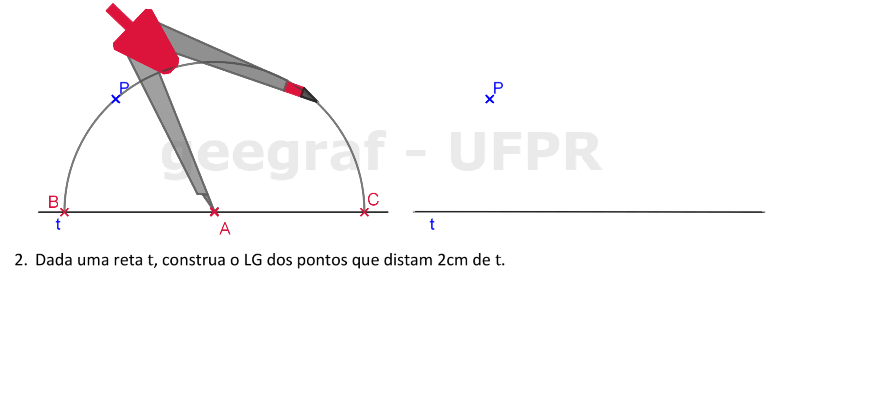 P
P
geegraf - UFPR
B
C
t
A
t
2. Dada uma reta t, construa o LG dos pontos que distam 2cm de t.